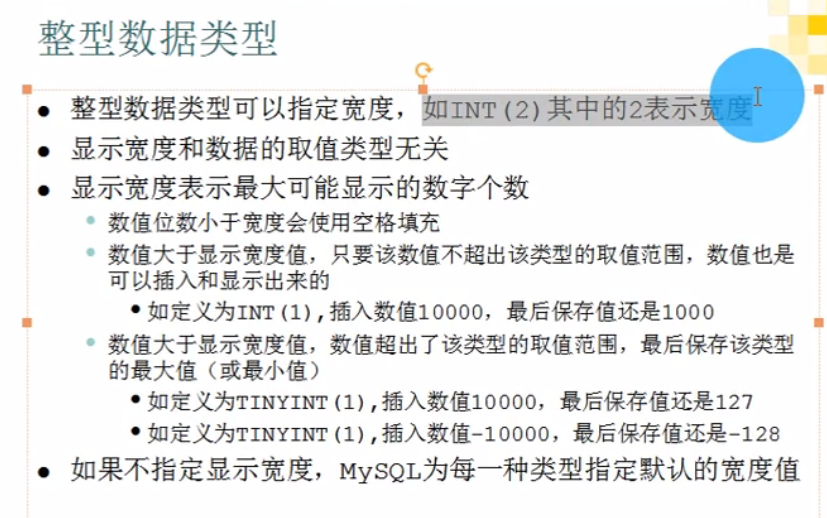 整型数据类型
● 整型数据类型可以指定宽度，如INT(2)其中的2表示宽度
● 显示宽度和数据的取值类型无关
● 显示宽度表示最大可能显示的数字个数
• 数值位数小于宽度会使用空格填充
• 数值大于显示宽度值，只要该数值不超出该类型的取值范围，数值也是
可以插入和显示出来的
• 如定义为INT(1),插入数值10000，最后保存值还是1000
• 数值大于显示宽度值，数值超出了该类型的取值范围，最后保存该类型
的最大值（或最小值）
• 如定义为TINYINT(1),插入数值10000，最后保存值还是127
• 如定义为TINYINT(1),插入数值-10000，最后保存值还是-128
● 如果不指定显示宽度，MySQL为每一种类型指定默认的宽度值